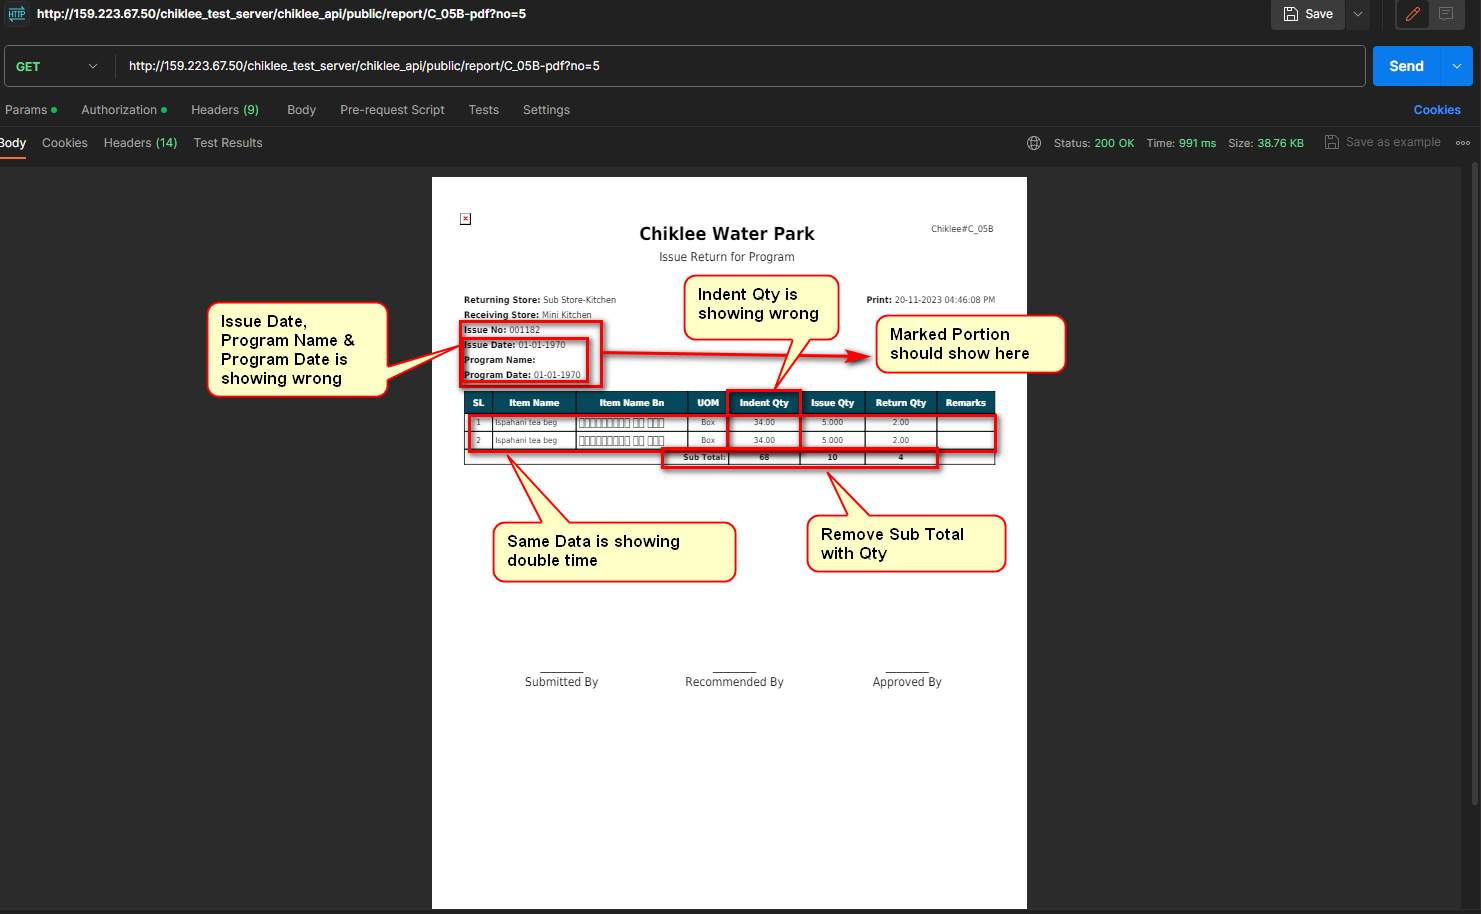 http://159.223.67.50/chiklee_test_server/chiklee_api/public/report/C_05B-pdf?no=5
Save
GET
http://159.223.67.50/chiklee_test_server/chiklee_api/public/report/C_05B-pdf?no=5
Send
Params
Authorization
Headers (9)
Body
Pre-request Script
Tests
Settings
Cookies
Body
Cookies
Headers (14)
Test Results
Status: 200 OK
Time: 991 ms
Size: 38.76 KB
Save as example
Chiklee Water Park
Chiklee#C_05B
Issue Return for Program
Returning Store: Sub Store-Kitchen
Print: 20-11-2023 04:46:08 PM
Receiving Store: Mini Kitchen
Issue No: 001182
Issue Date: 01-01-1970
Program Name:
Program Date: 01-01-1970
Issue Date,
Program Name &
Program Date is
showing wrong
Indent Qty is
showing wrong
Marked Portion
should show here
SL Item Name Item Name Bn UOM Indent Qty Issue Qty Return Qty Remarks
1 Ispahani tea beg Box 34.00 5.000 2.00
2 Ispahani tea beg Box 34.00 5.000 2.00
Sub Total: 68 10 4
Same Data is showing
double time
Remove Sub Total
with Qty
Submitted By
Recommended By
Approved By